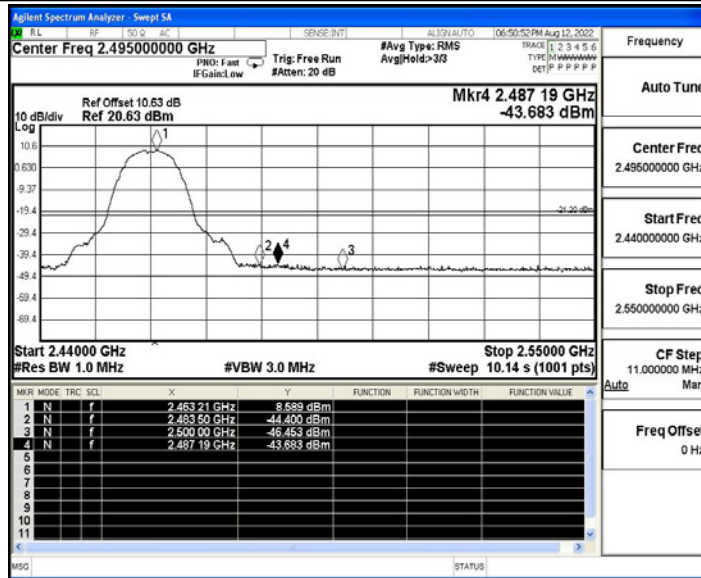 Agilent Spectrum Analyzer - Swept SA
RL RF 50 Ω AC SENSE:INT ALIGN AUTO 06:50:52 PM Aug 12, 2022
Center Freq 2.495000000 GHz
PNO: Fast
IFGain:Low
Trig: Free Run
#Atten: 20 dB
#Avg Type: RMS
Avg|Hold:>3/3
TRACE 1 2 3 4 5 6
TYPE M WWWWW
DET P P P P P P
Frequency
Auto Tune
Center Freq
2.495000000 GHz
Start Freq
2.440000000 GHz
Stop Freq
2.550000000 GHz
CF Step
11.000000 MHz
Auto Man
Freq Offset
0 Hz
Ref Offset 10.63 dB
10 dB/div Ref 20.63 dBm
Log
Mkr4 2.487 19 GHz
-43.683 dBm
10.6
0.630
-9.37
-19.4
-29.4
-39.4
-49.4
-59.4
-69.4
1
2
4
3
-21.20 dBm
Start 2.44000 GHz Stop 2.55000 GHz
#Res BW 1.0 MHz #VBW 3.0 MHz #Sweep 10.14 s (1001 pts)
MKR MODE TRC SCL X Y FUNCTION FUNCTION WIDTH FUNCTION VALUE
1 N f 2.463 21 GHz 8.589 dBm
2 N f 2.483 50 GHz -44.400 dBm
3 N f 2.500 00 GHz -46.453 dBm
4 N f 2.487 19 GHz -43.683 dBm
5
6
7
8
9
10
11
MSG STATUS